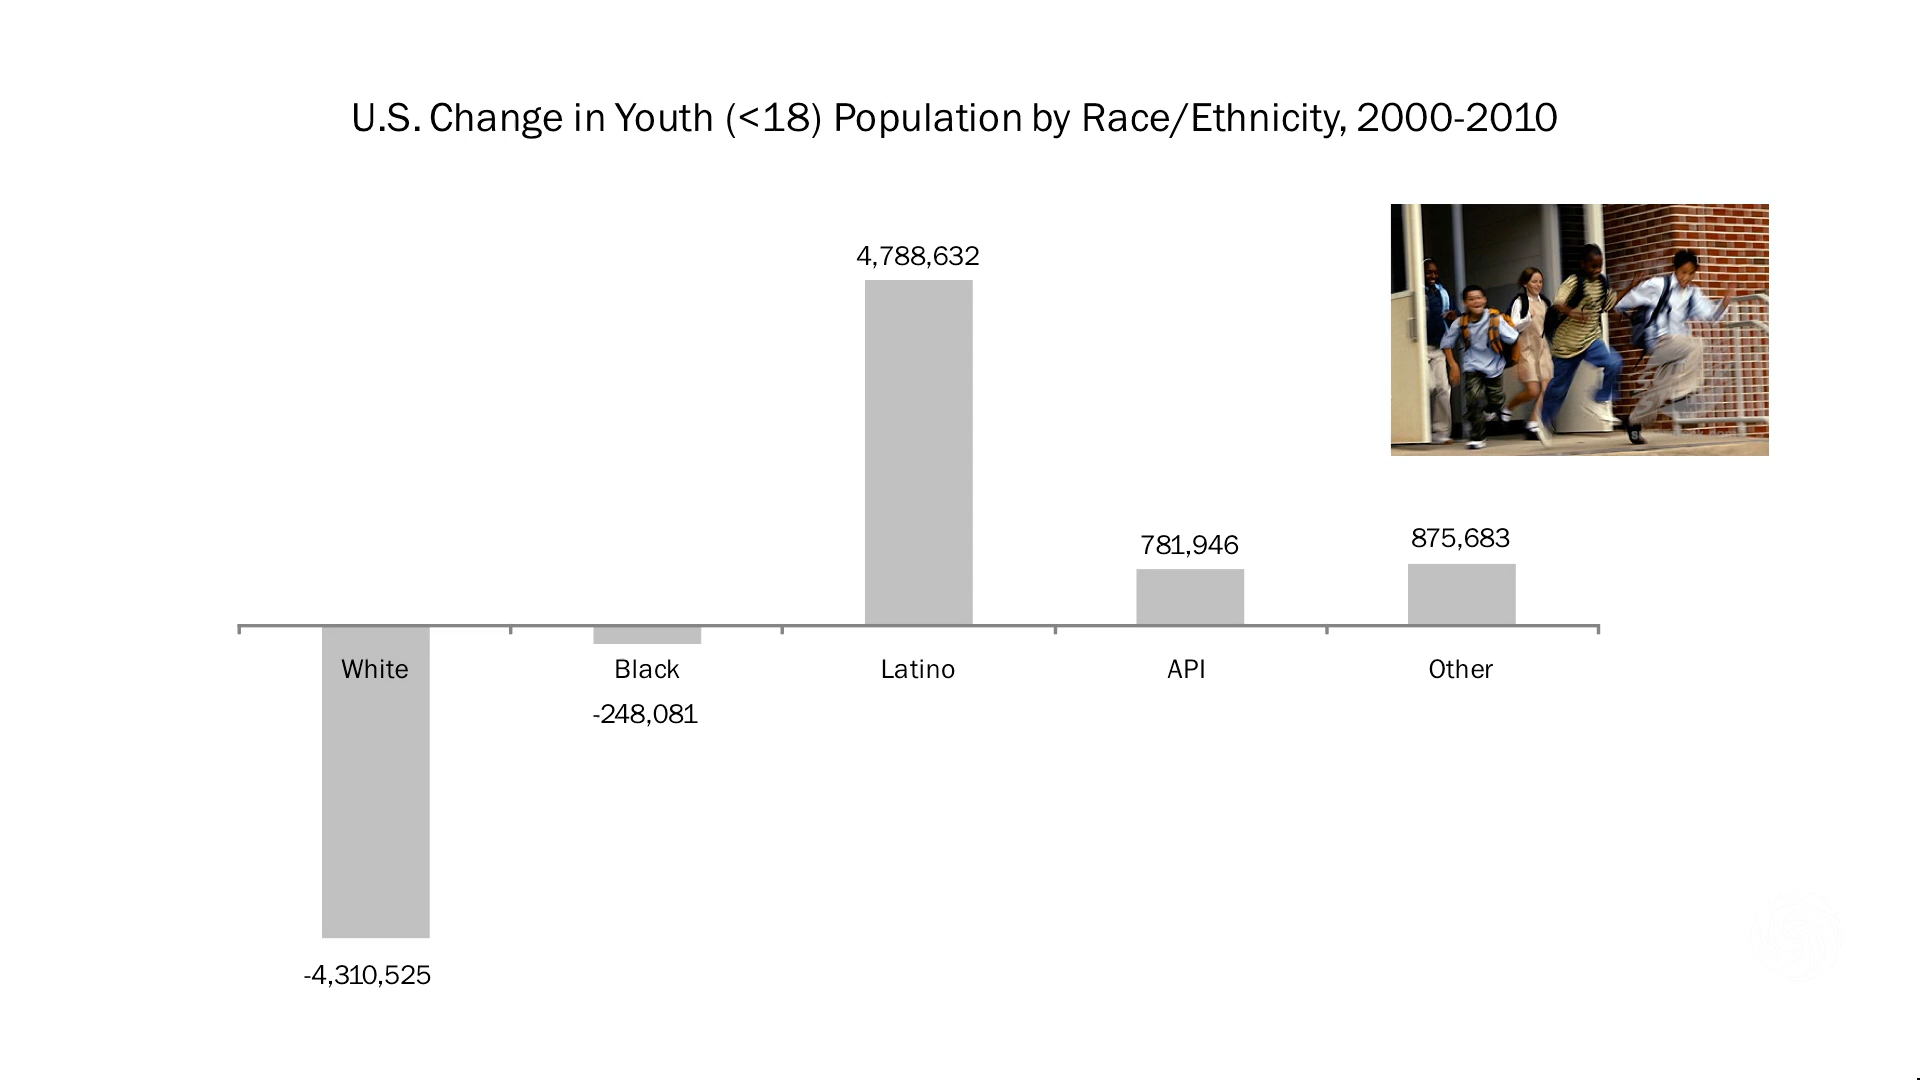 U.S. Change in Youth (<18) Population by Race/Ethnicity, 2000-2010
4,788,632
781,946
875,683
White
Black
Latino
API
Other
-248,081
-4,310,525